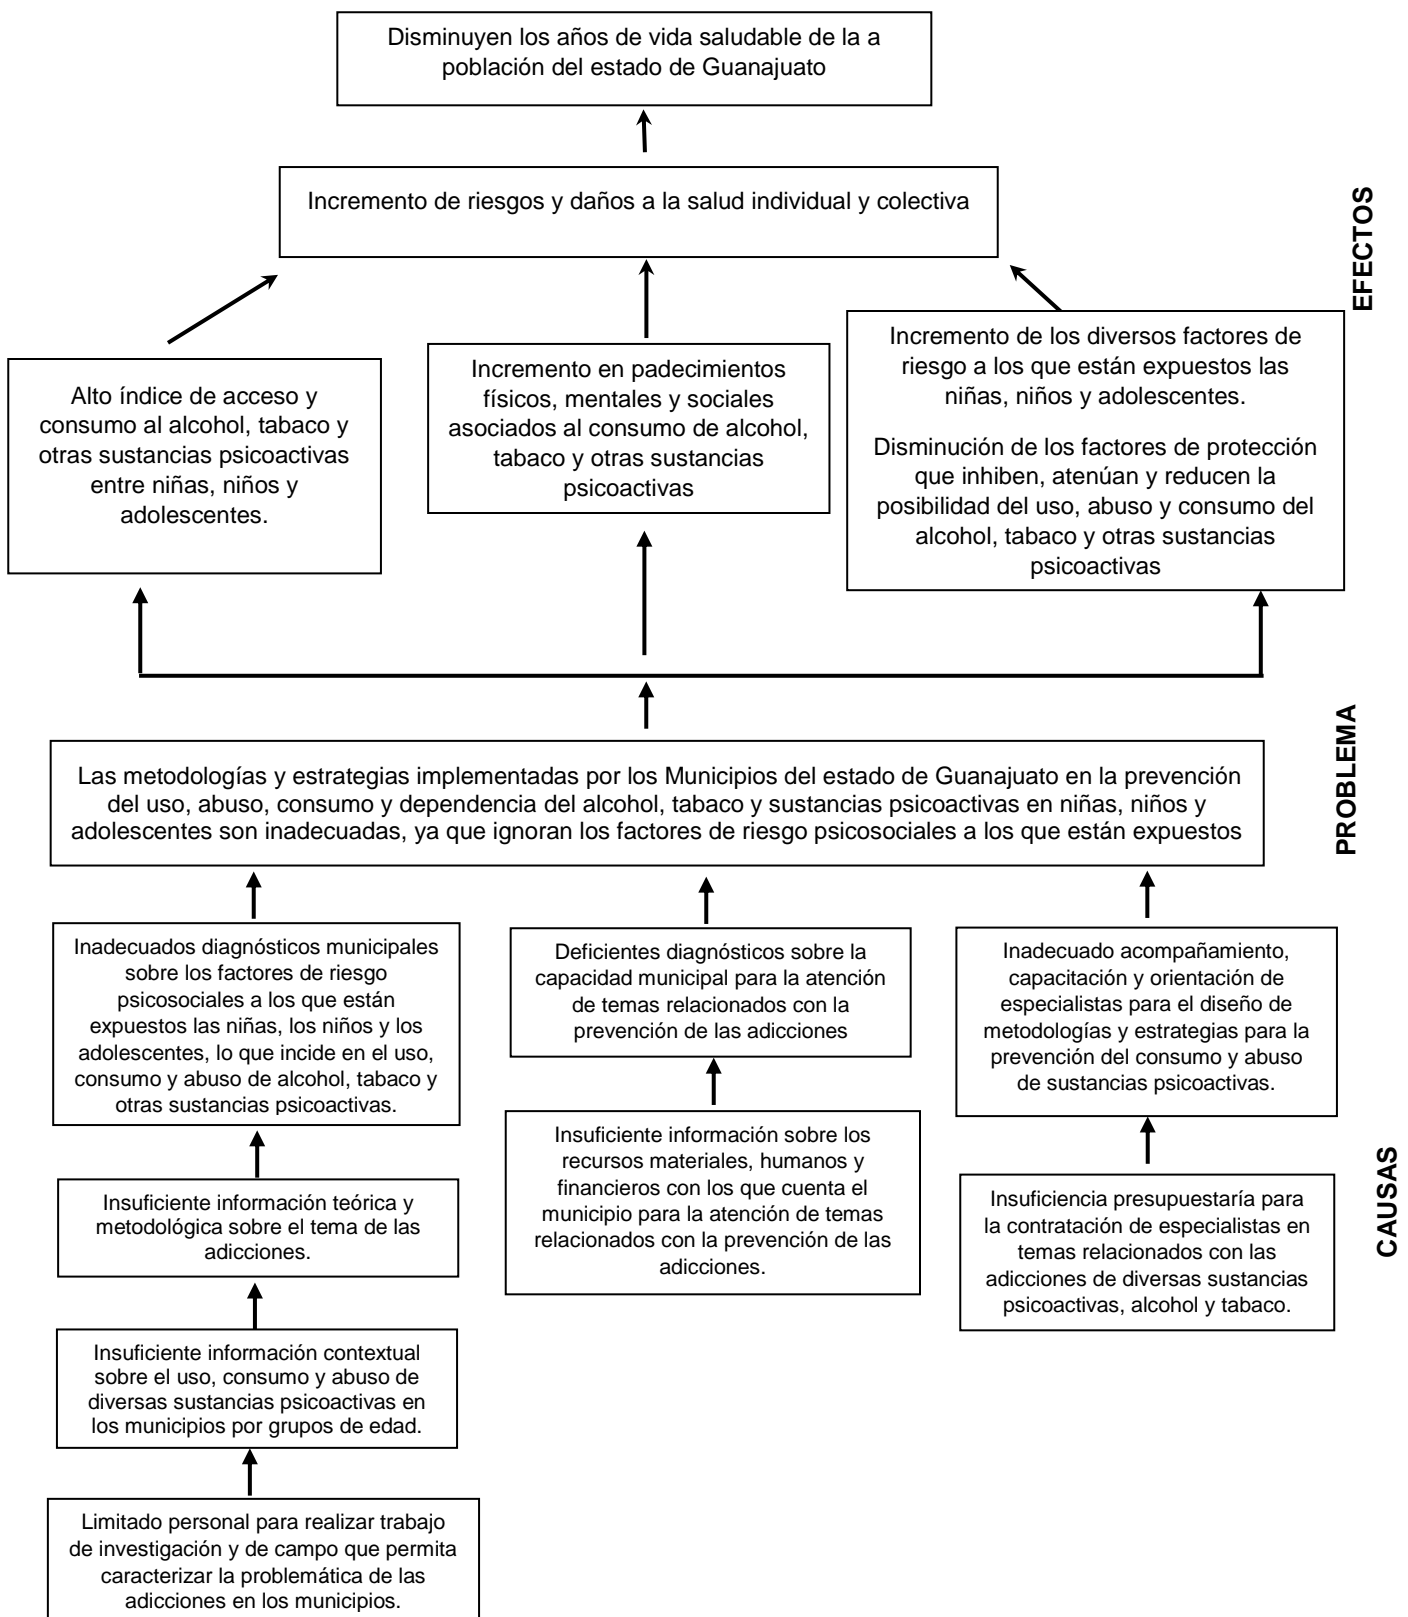 Disminuyen los años de vida saludable de la a
población del estado de Guanajuato
Incremento de riesgos y daños a la salud individual y colectiva
EFECTOS
Alto índice de acceso y
consumo al alcohol, tabaco y
otras sustancias psicoactivas
entre niñas, niños y
adolescentes.
Incremento en padecimientos
físicos, mentales y sociales
asociados al consumo de alcohol,
tabaco y otras sustancias
psicoactivas
Incremento de los diversos factores de
riesgo a los que están expuestos las
niñas, niños y adolescentes.
Disminución de los factores de protección
que inhiben, atenúan y reducen la
posibilidad del uso, abuso y consumo del
alcohol, tabaco y otras sustancias
psicoactivas
PROBLEMA
Las metodologías y estrategias implementadas por los Municipios del estado de Guanajuato en la prevención
del uso, abuso, consumo y dependencia del alcohol, tabaco y sustancias psicoactivas en niñas, niños y
adolescentes son inadecuadas, ya que ignoran los factores de riesgo psicosociales a los que están expuestos
Inadecuados diagnósticos municipales
sobre los factores de riesgo
psicosociales a los que están
expuestos las niñas, los niños y los
adolescentes, lo que incide en el uso,
consumo y abuso de alcohol, tabaco y
otras sustancias psicoactivas.
Deficientes diagnósticos sobre la
capacidad municipal para la atención
de temas relacionados con la
prevención de las adicciones
Inadecuado acompañamiento,
capacitación y orientación de
especialistas para el diseño de
metodologías y estrategias para la
prevención del consumo y abuso
de sustancias psicoactivas.
CAUSAS
Insuficiente información teórica y
metodológica sobre el tema de las
adicciones.
Insuficiente información sobre los
recursos materiales, humanos y
financieros con los que cuenta el
municipio para la atención de temas
relacionados con la prevención de las
adicciones.
Insuficiencia presupuestaría para
la contratación de especialistas en
temas relacionados con las
adicciones de diversas sustancias
psicoactivas, alcohol y tabaco.
Insuficiente información contextual
sobre el uso, consumo y abuso de
diversas sustancias psicoactivas en
los municipios por grupos de edad.
Limitado personal para realizar trabajo
de investigación y de campo que permita
caracterizar la problemática de las
adicciones en los municipios.